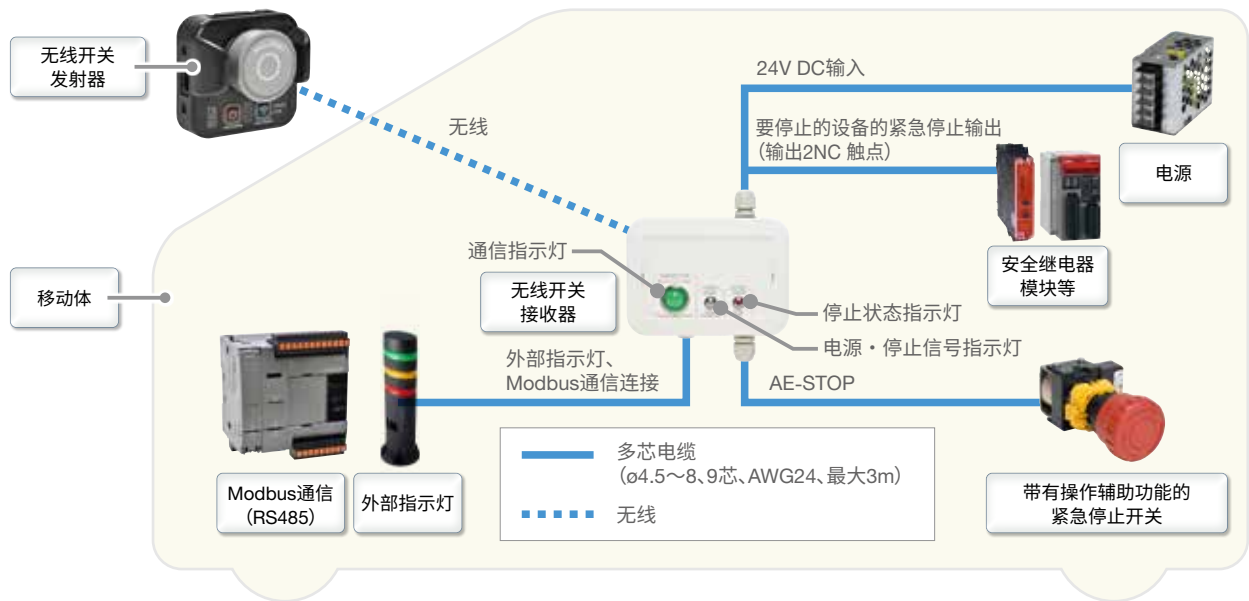 无线开关
发射器
24V DC输入
无线
要停止的设备的紧急停止输出
（输出2NC 触点）
电源
通信指示灯
移动体
无线开关
接收器
安全继电器
模块等
停止状态指示灯
电源・停止信号指示灯
外部指示灯、
Modbus通信连接
AE-STOP
多芯电缆
（ø4.5～8、9芯、AWG24、最大3m）
无线
Modbus通信
（RS485）
外部指示灯
带有操作辅助功能的
紧急停止开关